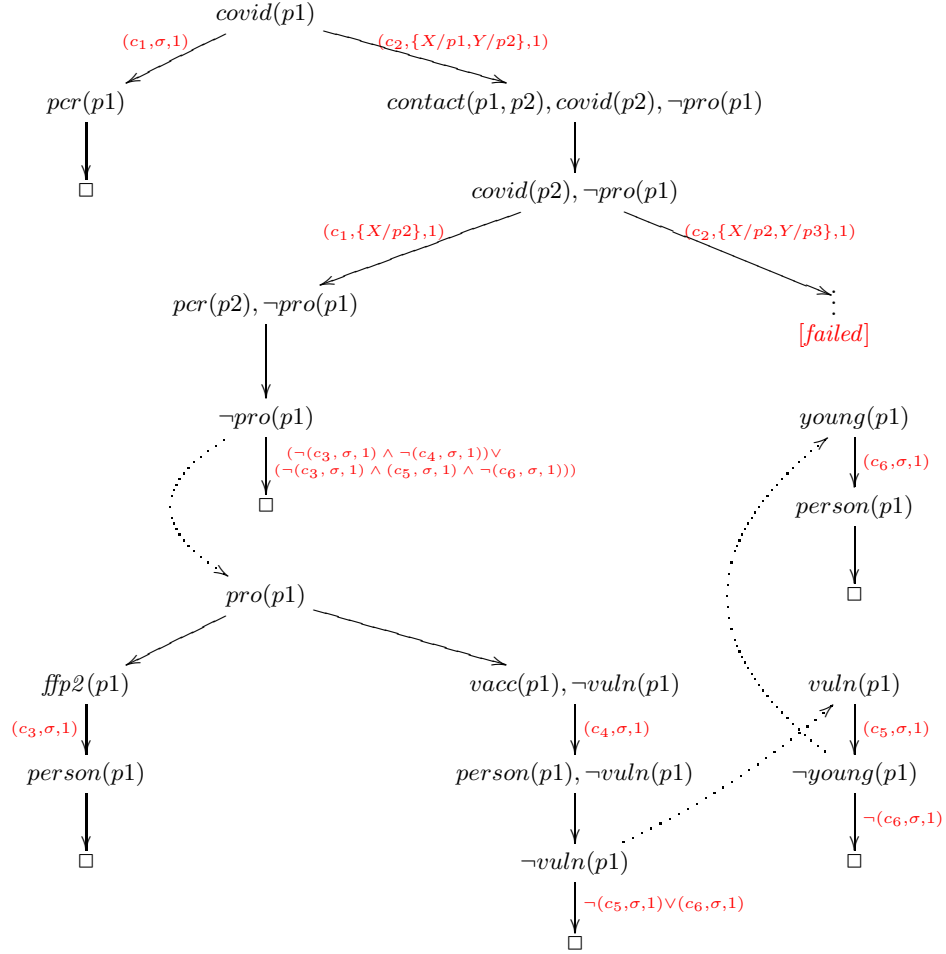 covid(p1)
(c₁,σ,1)
(c₂,{X/p1,Y/p2},1)
pcr(p1)
contact(p1, p2), covid(p2), ¬pro(p1)
□
covid(p2), ¬pro(p1)
(c₁,{X/p2},1)
(c₂,{X/p2,Y/p3},1)
pcr(p2), ¬pro(p1)
⋮
[failed]
¬pro(p1)
young(p1)
(¬(c₃, σ, 1) ∧ ¬(c₄, σ, 1))∨
(¬(c₃, σ, 1) ∧ (c₅, σ, 1) ∧ ¬(c₆, σ, 1)))
(c₆,σ,1)
□
person(p1)
pro(p1)
□
ffp2(p1)
vacc(p1), ¬vuln(p1)
vuln(p1)
(c₃,σ,1)
(c₄,σ,1)
(c₅,σ,1)
person(p1)
person(p1), ¬vuln(p1)
¬young(p1)
¬(c₆,σ,1)
□
¬vuln(p1)
□
¬(c₅,σ,1)∨(c₆,σ,1)
□